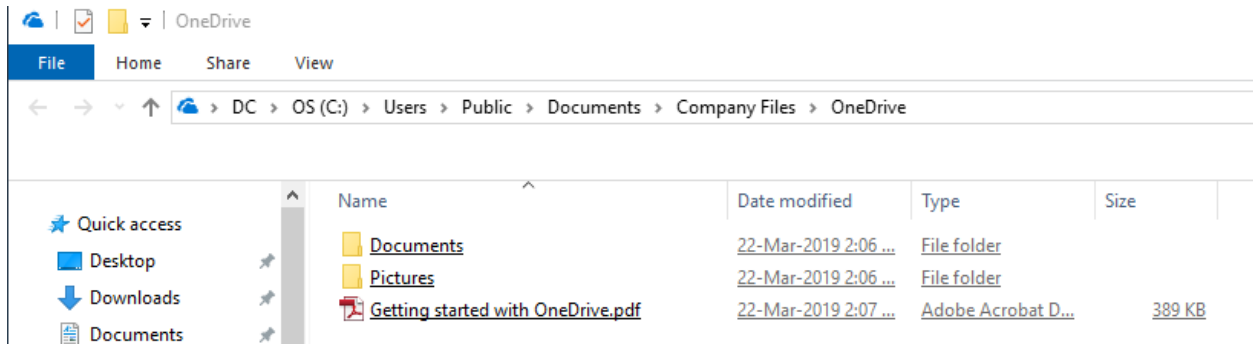 OneDrive
File Home Share View
DC > OS (C:) > Users > Public > Documents > Company Files > OneDrive
Name Date modified Type Size
Quick access
Documents 22-Mar-2019 2:06 ... File folder
Desktop
Pictures 22-Mar-2019 2:06 ... File folder
Downloads
Getting started with OneDrive.pdf 22-Mar-2019 2:07 ... Adobe Acrobat D... 389 KB
Documents